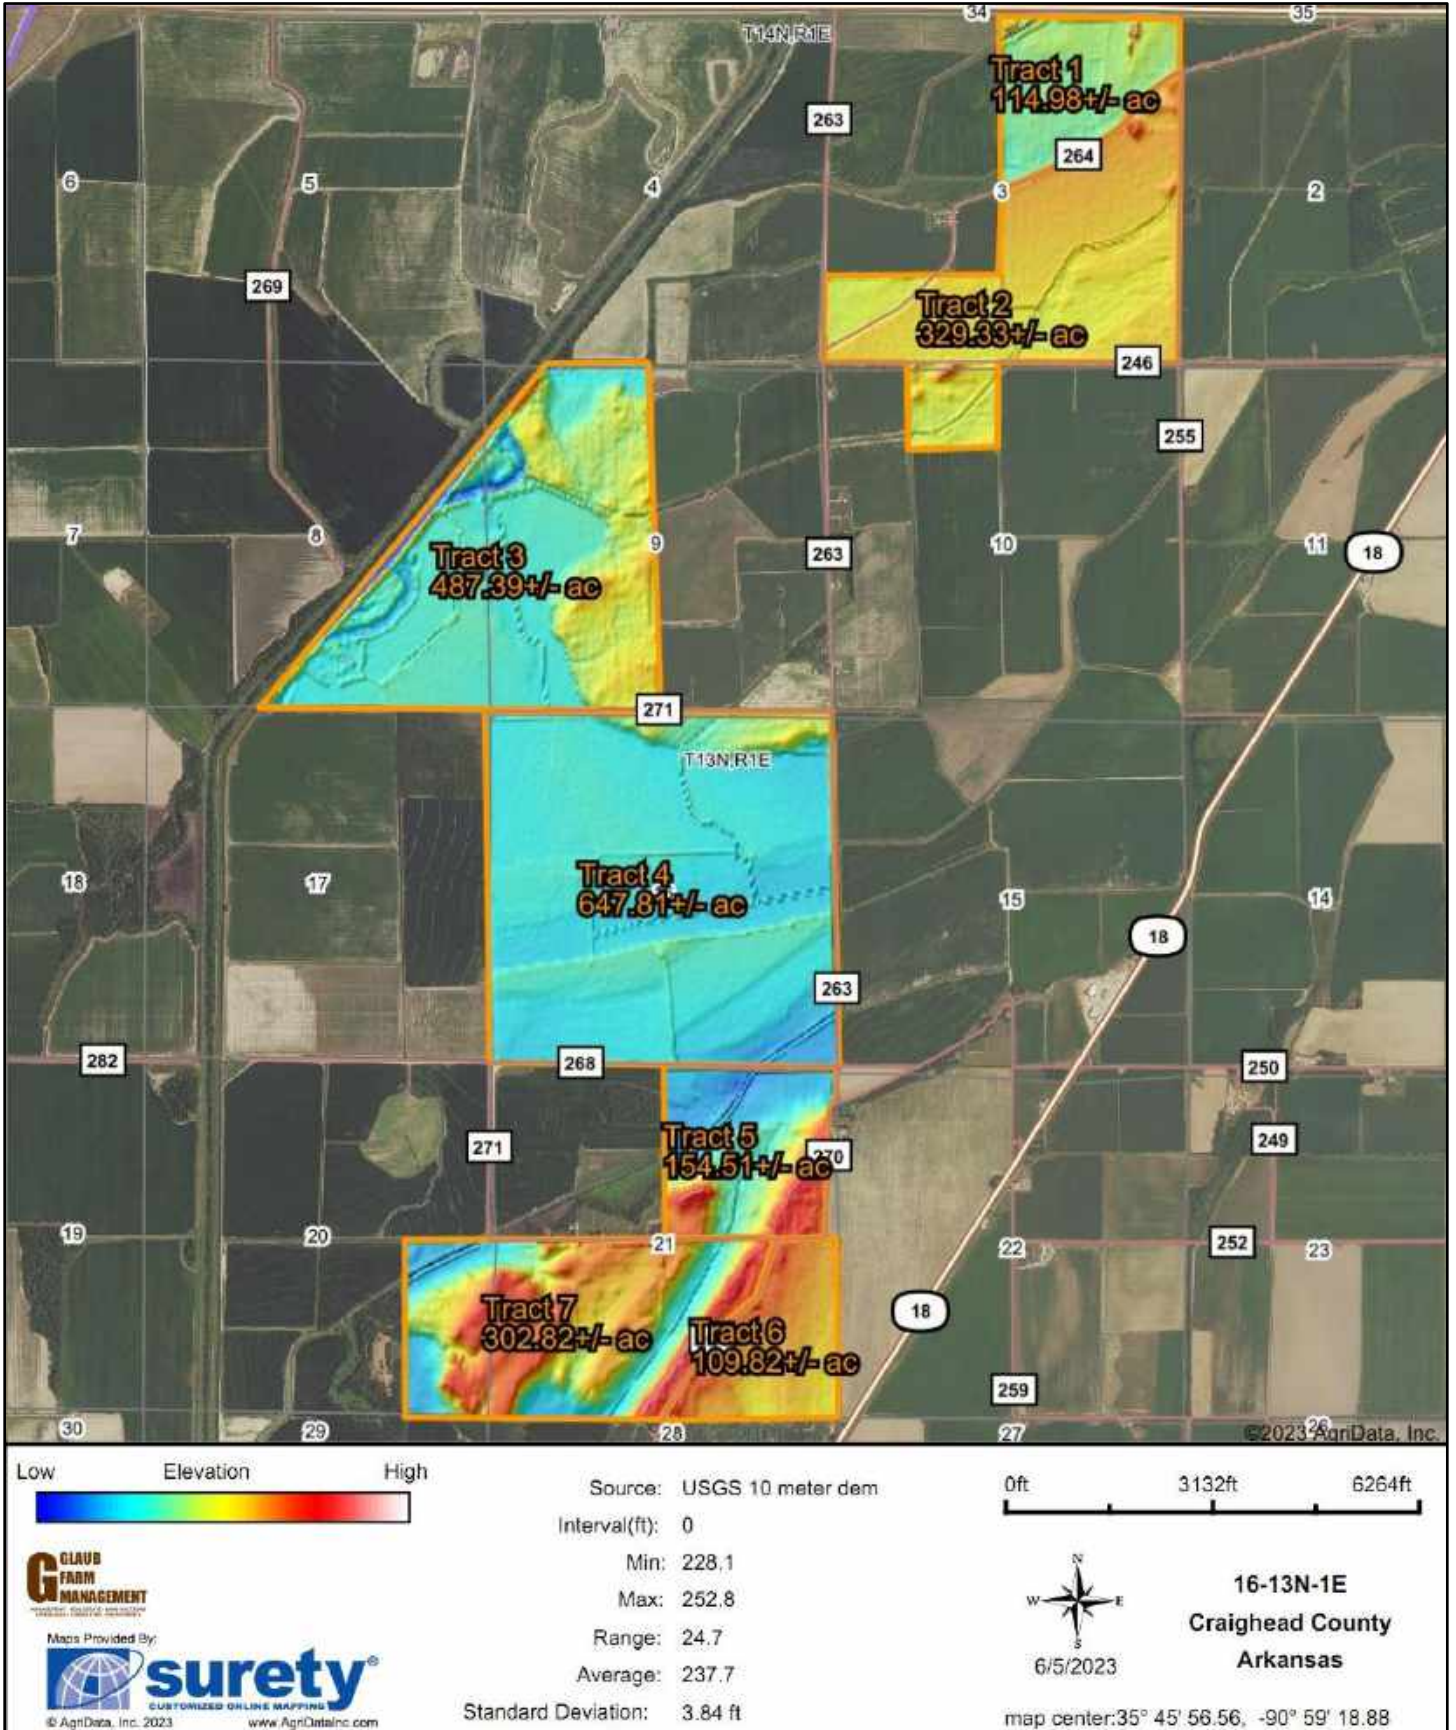 34
35
T14N,R1E
Tract 1
114.98+/- ac
263
264
6
5
4
3
2
269
Tract 2
329.33+/- ac
246
255
7
8
9
263
10
11
18
Tract 3
487.39+/- ac
271
T13N,R1E
18
17
Tract 4
647.81+/- ac
15
14
18
263
282
268
250
271
Tract 5
154.51+/- ac
249
19
20
21
22
252
23
Tract 7
302.82+/- ac
Tract 6
109.82+/- ac
18
259
30
29
28
27
26
©2023 AgriData, Inc.
Low Elevation High
Source: USGS 10 meter dem
Interval(ft): 0
Min: 228.1
Max: 252.8
Range: 24.7
Average: 237.7
Standard Deviation: 3.84 ft
0ft 3132ft 6264ft
GLAUB
FARM
MANAGEMENT
Maps Provided By:
surety®
CUSTOMIZED ONLINE MAPPING
© AgriData, Inc. 2023 www.AgriDataInc.com
N
W E
S
6/5/2023
16-13N-1E
Craighead County
Arkansas
map center:35° 45' 56.56, -90° 59' 18.88